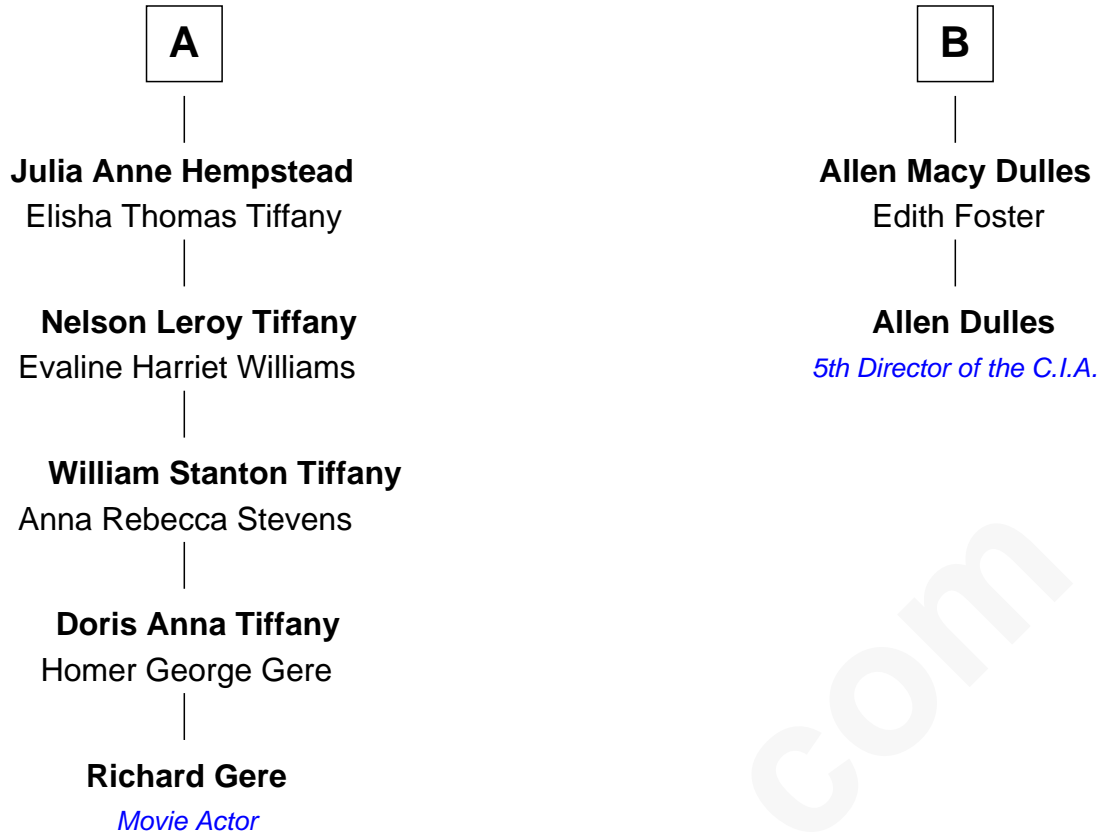 A
Julia Anne Hempstead
Elisha Thomas Tiffany
Nelson Leroy Tiffany
Evaline Harriet Williams
William Stanton Tiffany
Anna Rebecca Stevens
Doris Anna Tiffany
Homer George Gere
Richard Gere
Movie Actor
B
Allen Macy Dulles
Edith Foster
Allen Dulles
5th Director of the C.I.A.
com